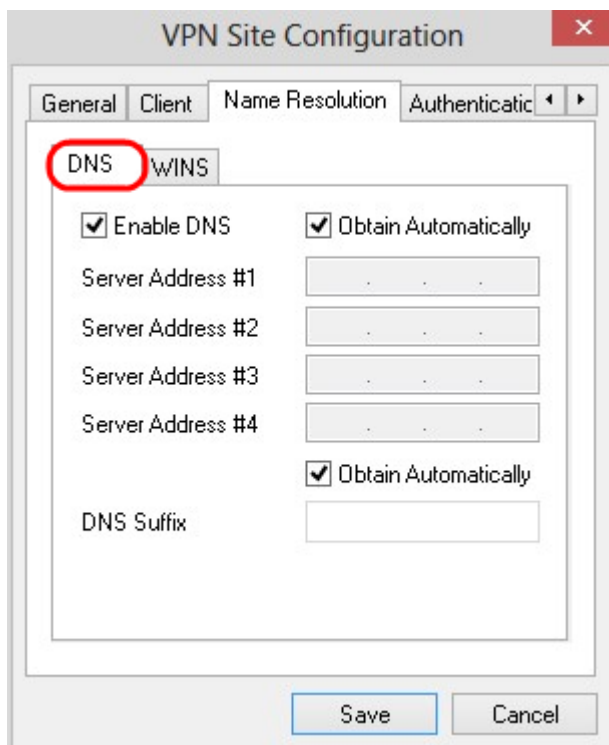 VPN Site Configuration
General Client Name Resolution Authenticatic
DNS WINS
Enable DNS Obtain Automatically
Server Address #1 . . .
Server Address #2 . . .
Server Address #3 . . .
Server Address #4 . . .
Obtain Automatically
DNS Suffix
Save Cancel